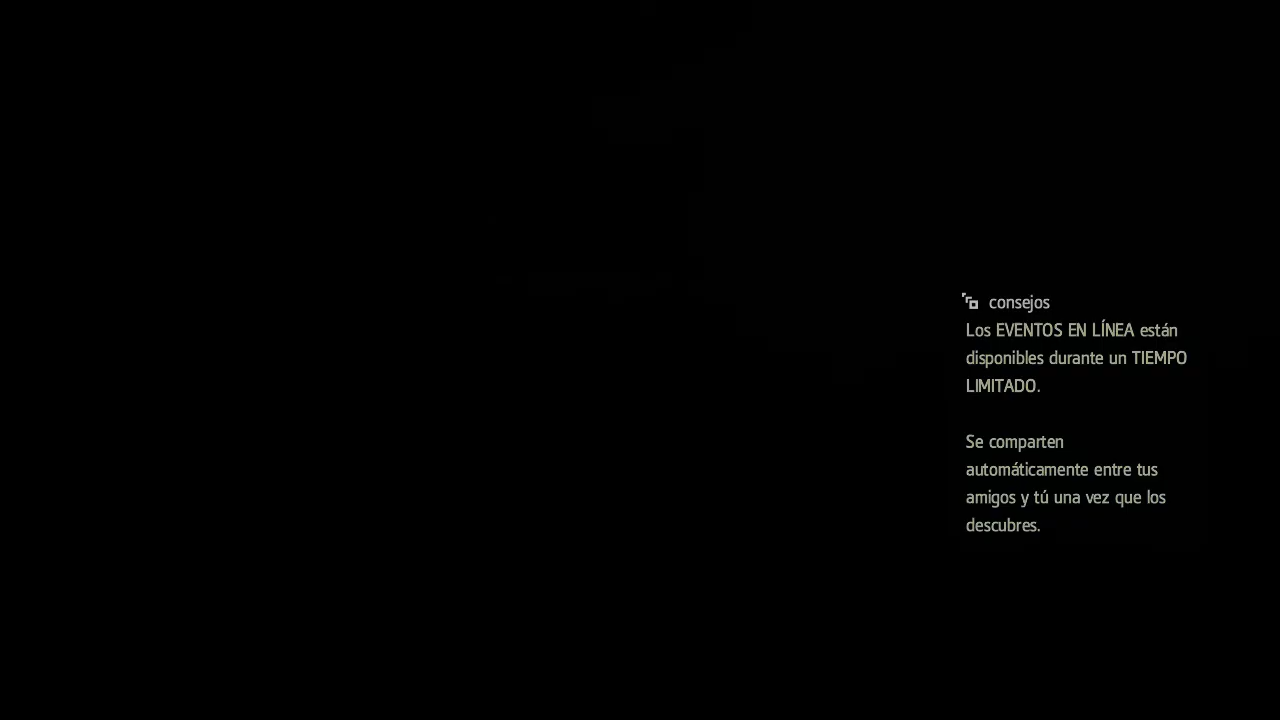 consejos
Los EVENTOS EN LÍNEA están
disponibles durante un TIEMPO
LIMITADO.
Se comparten
automáticamente entre tus
amigos y tú una vez que los
descubres.